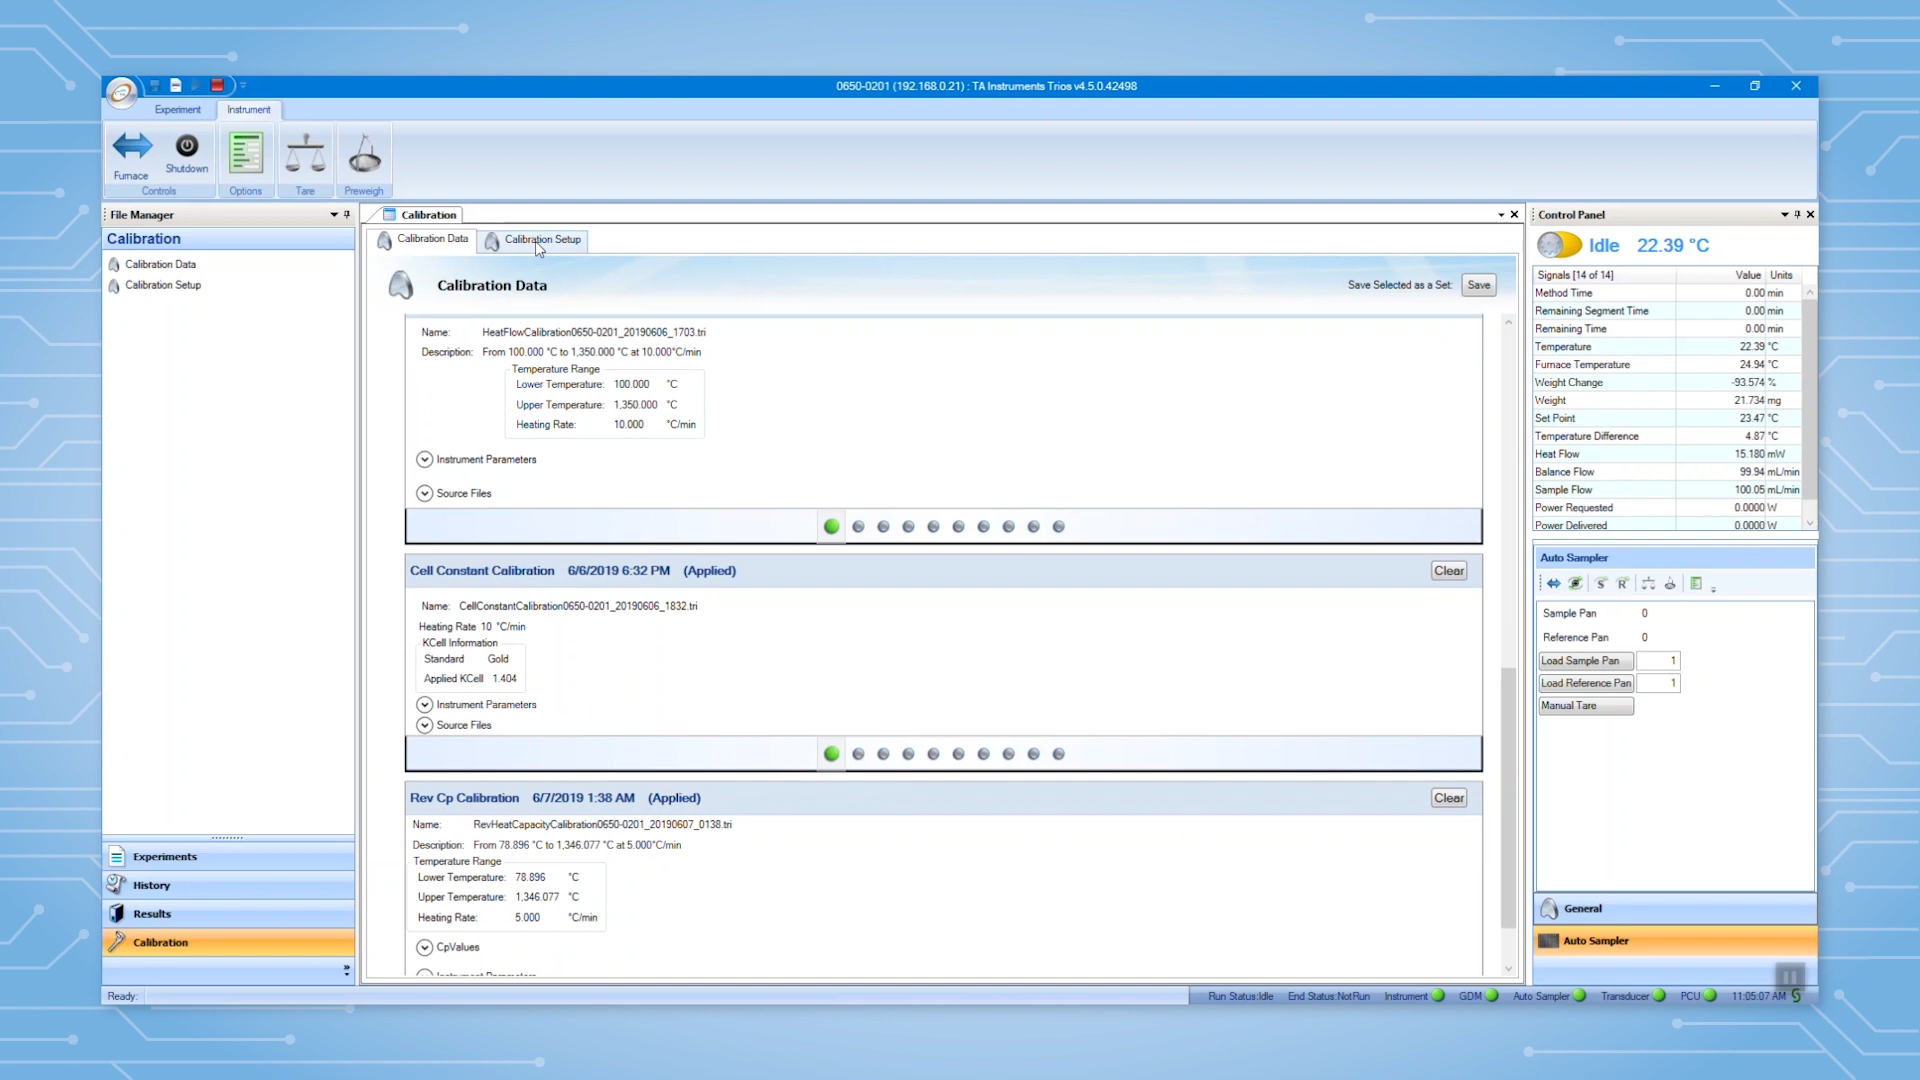 0650-0201 (192.168.0.21) : TA Instruments Trios v4.5.0.42498
Experiment
Instrument
Furnace
Shutdown
Controls
Options
Tare
Preweigh
File Manager
Calibration
Calibration Data
Calibration Setup
Experiments
History
Results
Calibration
Calibration
Calibration Data
Calibration Setup
Calibration Data
Save Selected as a Set: Save
Name: HeatFlowCalibration0650-0201_20190606_1703.tri
Description: From 100.000 °C to 1,350.000 °C at 10.000°C/min
Temperature Range
Lower Temperature: 100.000 °C
Upper Temperature: 1,350.000 °C
Heating Rate: 10.000 °C/min
Instrument Parameters
Source Files
Cell Constant Calibration 6/6/2019 6:32 PM (Applied) Clear
Name: CellConstantCalibration0650-0201_20190606_1832.tri
Heating Rate 10 °C/min
KCell Information
Standard Gold
Applied KCell 1.404
Instrument Parameters
Source Files
Rev Cp Calibration 6/7/2019 1:38 AM (Applied) Clear
Name: RevHeatCapacityCalibration0650-0201_20190607_0138.tri
Description: From 78.896 °C to 1,346.077 °C at 5.000°C/min
Temperature Range
Lower Temperature: 78.896 °C
Upper Temperature: 1,346.077 °C
Heating Rate: 5.000 °C/min
CpValues
Control Panel
Idle 22.39 °C
Signals [14 of 14] Value Units
Method Time 0.00 min
Remaining Segment Time 0.00 min
Remaining Time 0.00 min
Temperature 22.39 °C
Furnace Temperature 24.94 °C
Weight Change -93.574 %
Weight 21.734 mg
Set Point 23.47 °C
Temperature Difference 4.87 °C
Heat Flow 15.180 mW
Balance Flow 99.94 mL/min
Sample Flow 100.05 mL/min
Power Requested 0.0000 W
Power Delivered 0.0000 W
Auto Sampler
S R
Sample Pan 0
Reference Pan 0
Load Sample Pan 1
Load Reference Pan 1
Manual Tare
General
Auto Sampler
Ready:
Run Status:Idle End Status:NotRun Instrument GDM Auto Sampler Transducer PCU 11:05:07 AM